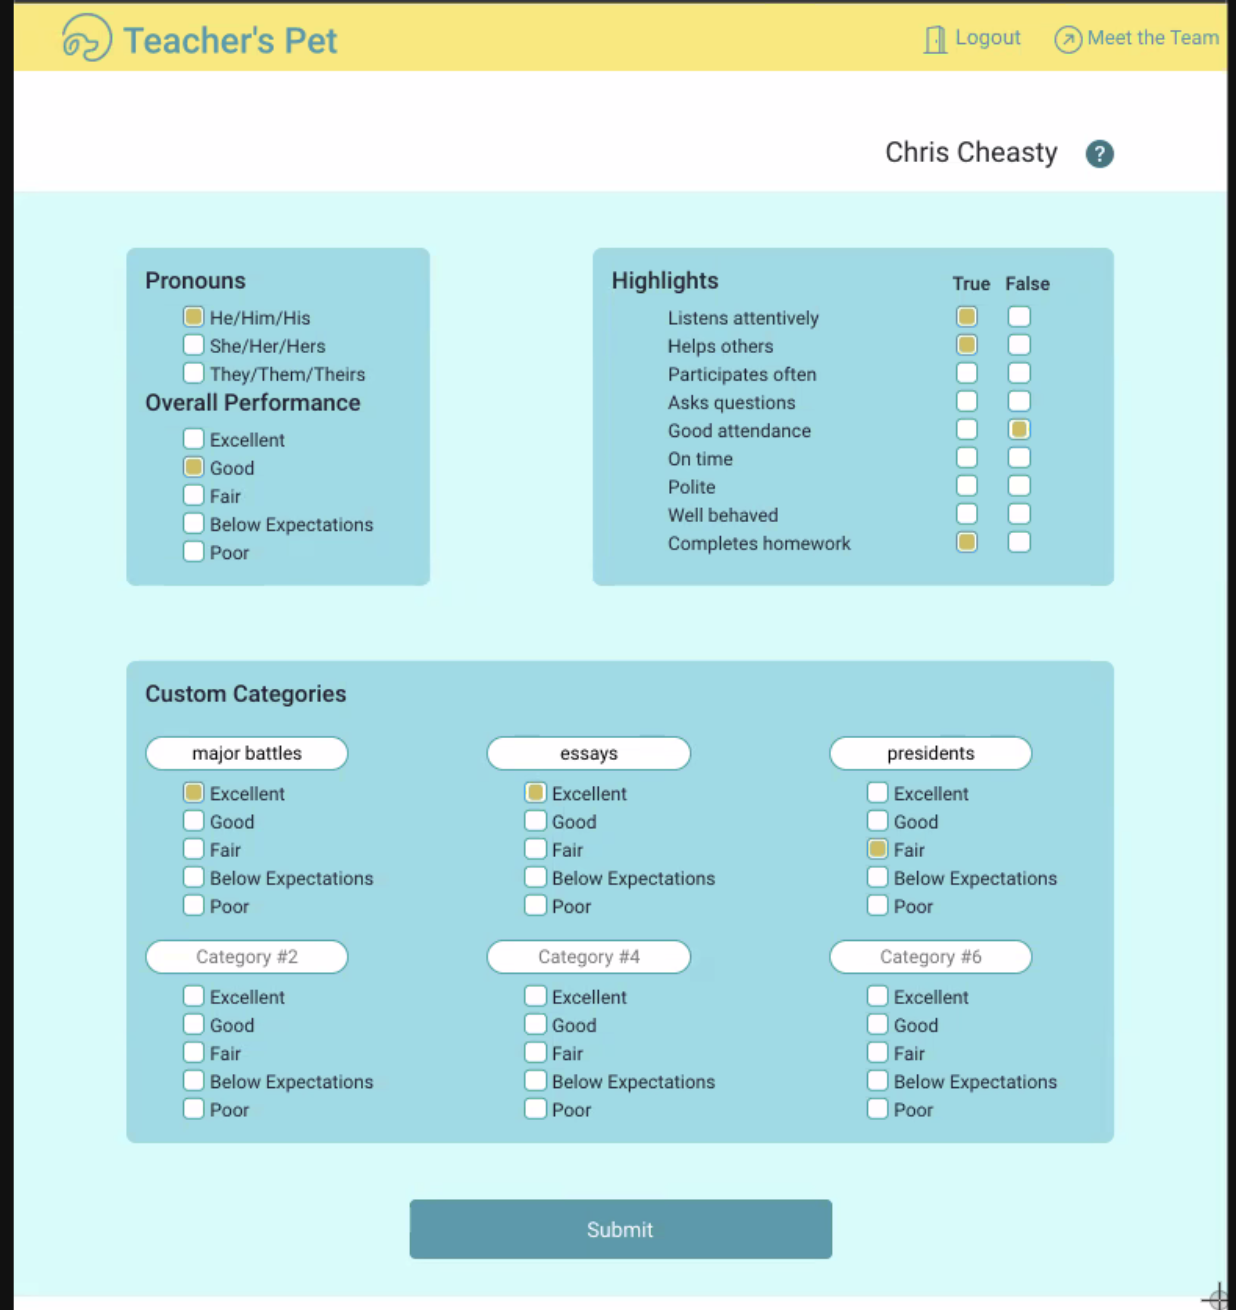 Teacher's Pet
Logout
Meet the Team
Chris Cheasty ?
Pronouns
He/Him/His
She/Her/Hers
They/Them/Theirs
Overall Performance
Excellent
Good
Fair
Below Expectations
Poor
Highlights True False
Listens attentively
Helps others
Participates often
Asks questions
Good attendance
On time
Polite
Well behaved
Completes homework
Custom Categories
major battles
Excellent
Good
Fair
Below Expectations
Poor
essays
Excellent
Good
Fair
Below Expectations
Poor
presidents
Excellent
Good
Fair
Below Expectations
Poor
Category #2
Excellent
Good
Fair
Below Expectations
Poor
Category #4
Excellent
Good
Fair
Below Expectations
Poor
Category #6
Excellent
Good
Fair
Below Expectations
Poor
Submit